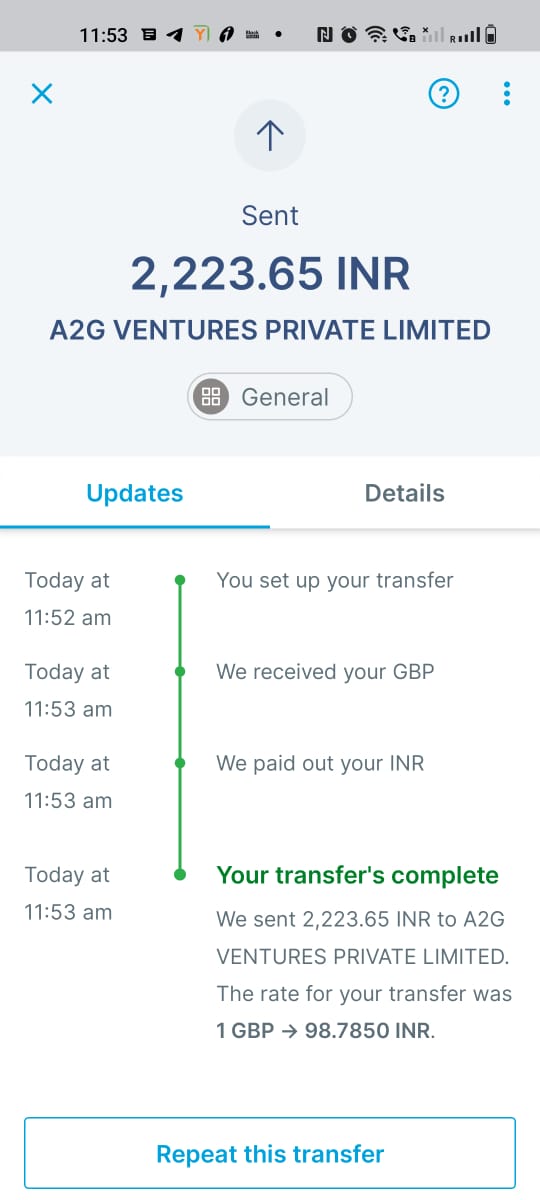 11:53
Sent
2,223.65 INR
A2G VENTURES PRIVATE LIMITED
General
Updates Details
Today at
11:52 am
You set up your transfer
Today at
11:53 am
We received your GBP
Today at
11:53 am
We paid out your INR
Today at
11:53 am
Your transfer's complete
We sent 2,223.65 INR to A2G
VENTURES PRIVATE LIMITED.
The rate for your transfer was
1 GBP → 98.7850 INR.
Repeat this transfer